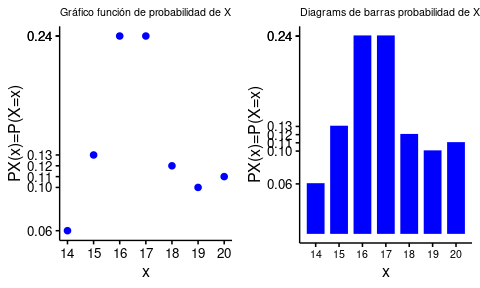 Gráfico función de probabilidad de X
PX(x)=P(X=x)
0.24
0.13
0.12
0.11
0.10
0.06
14 15 16 17 18 19 20
x
Diagrams de barras probabilidad de X
PX(x)=P(X=x)
0.24
0.13
0.12
0.11
0.10
0.06
14 15 16 17 18 19 20
x